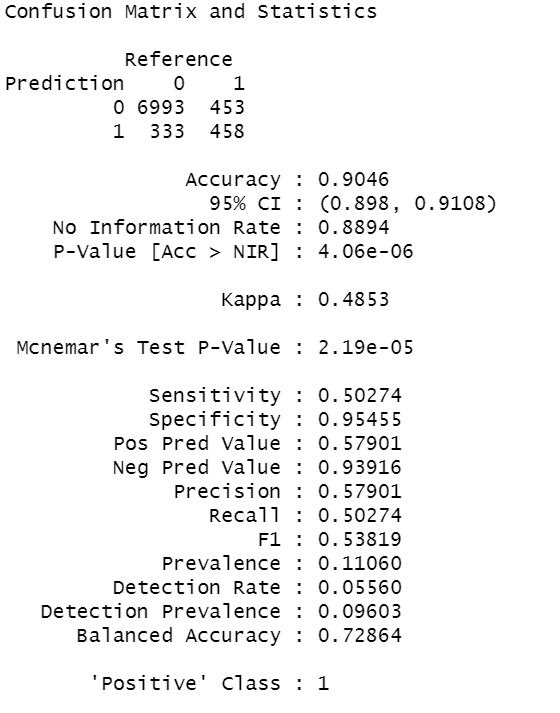 Confusion Matrix and Statistics
Reference
Prediction 0 1
0 6993 453
1 333 458
Accuracy : 0.9046
95% CI : (0.898, 0.9108)
No Information Rate : 0.8894
P-Value [Acc > NIR] : 4.06e-06
Kappa : 0.4853
Mcnemar's Test P-Value : 2.19e-05
Sensitivity : 0.50274
Specificity : 0.95455
Pos Pred Value : 0.57901
Neg Pred Value : 0.93916
Precision : 0.57901
Recall : 0.50274
F1 : 0.53819
Prevalence : 0.11060
Detection Rate : 0.05560
Detection Prevalence : 0.09603
Balanced Accuracy : 0.72864
'Positive' Class : 1